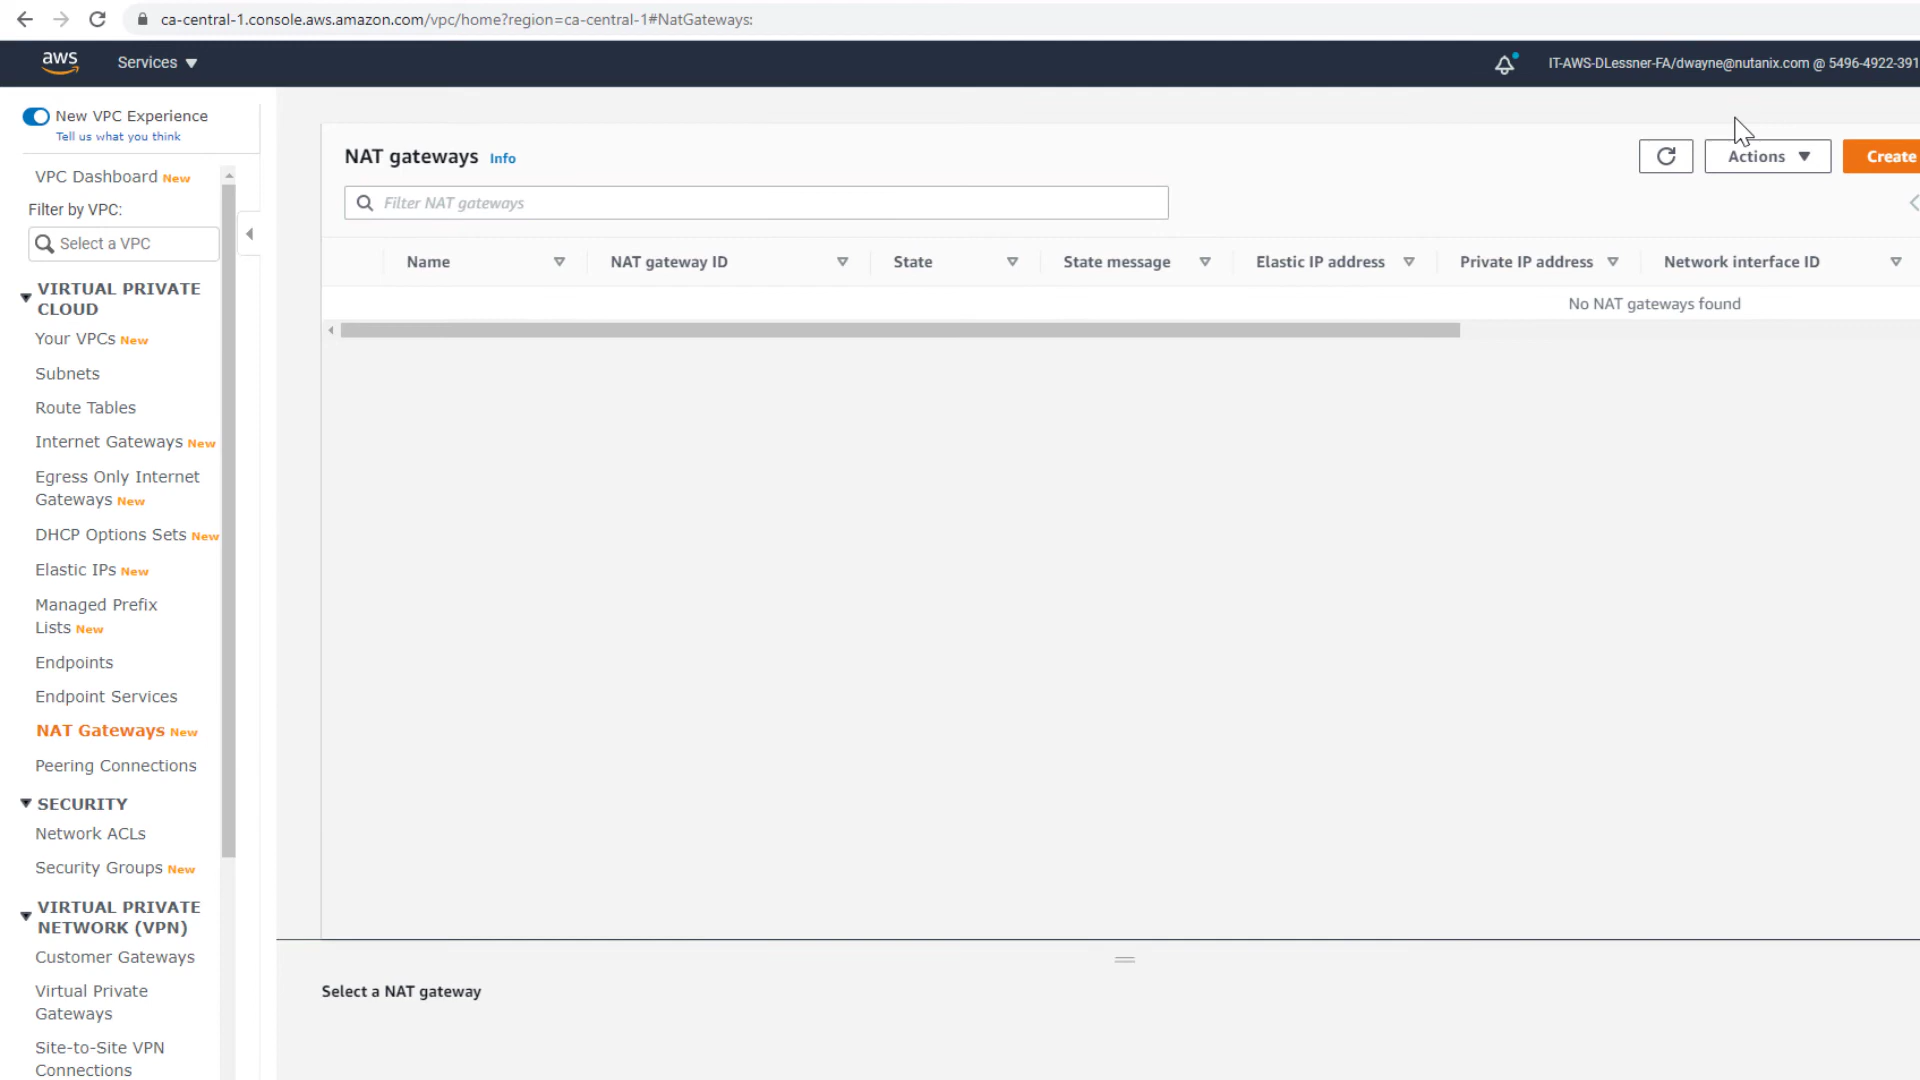 ca-central-1.console.aws.amazon.com/vpc/home?region=ca-central-1#NatGateways:
aws
Services
IT-AWS-DLessner-FA/dwayne@nutanix.com @ 5496-4922-391
New VPC Experience
Tell us what you think
VPC Dashboard New
Filter by VPC:
Select a VPC
VIRTUAL PRIVATE
CLOUD
Your VPCs New
Subnets
Route Tables
Internet Gateways New
Egress Only Internet
Gateways New
DHCP Options Sets New
Elastic IPs New
Managed Prefix
Lists New
Endpoints
Endpoint Services
NAT Gateways New
Peering Connections
SECURITY
Network ACLs
Security Groups New
VIRTUAL PRIVATE
NETWORK (VPN)
Customer Gateways
Virtual Private
Gateways
Site-to-Site VPN
Connections
NAT gateways Info
Actions
Create
Filter NAT gateways
Name NAT gateway ID State State message Elastic IP address Private IP address Network interface ID
No NAT gateways found
Select a NAT gateway